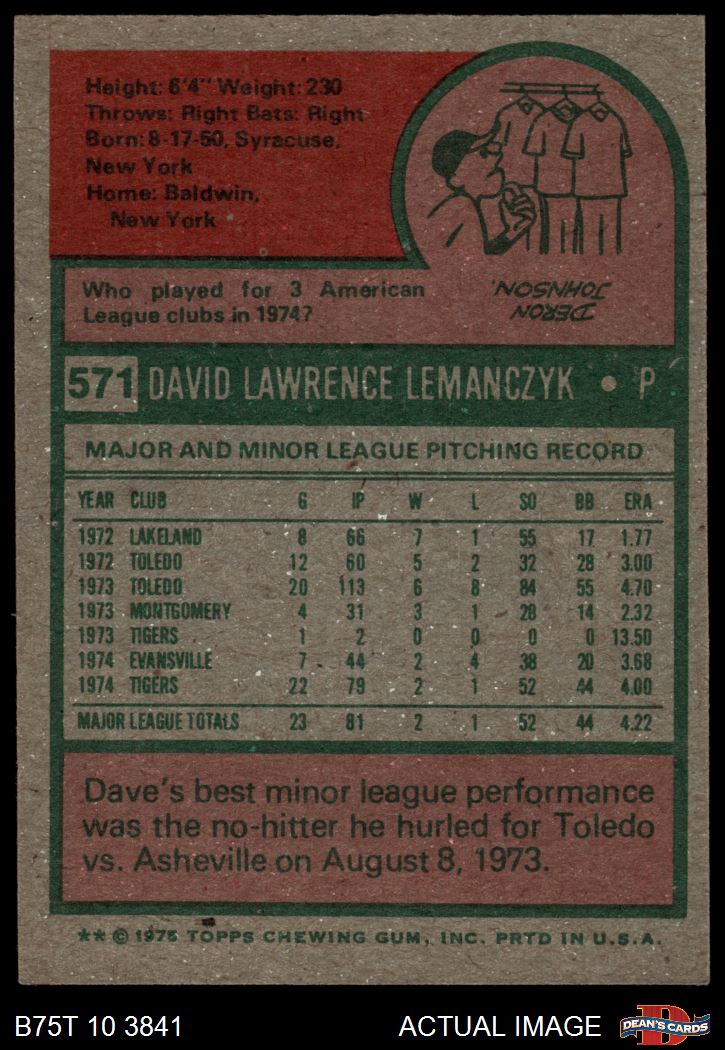 Height: 6'4" Weight: 230
Throws: Right Bats: Right
Born: 8-17-50, Syracuse,
New York
Home: Baldwin,
New York
Who played for 3 American
League clubs in 1974?
DERON
JOHNSON.
571 DAVID LAWRENCE LEMANCZYK • P
MAJOR AND MINOR LEAGUE PITCHING RECORD
YEAR CLUB G IP W L SO BB ERA
1972 LAKELAND 8 66 7 1 55 17 1.77
1972 TOLEDO 12 60 5 2 32 28 3.00
1973 TOLEDO 20 113 6 8 84 55 4.70
1973 MONTGOMERY 4 31 3 1 28 14 2.32
1973 TIGERS 1 2 0 0 0 0 13.50
1974 EVANSVILLE 7 44 2 4 38 20 3.68
1974 TIGERS 22 79 2 1 52 44 4.00
MAJOR LEAGUE TOTALS 23 81 2 1 52 44 4.22
Dave's best minor league performance
was the no-hitter he hurled for Toledo
vs. Asheville on August 8, 1973.
** © 1975 TOPPS CHEWING GUM, INC. PRTD IN U.S.A.
B75T 10 3841 ACTUAL IMAGE D DEAN'S CARDS